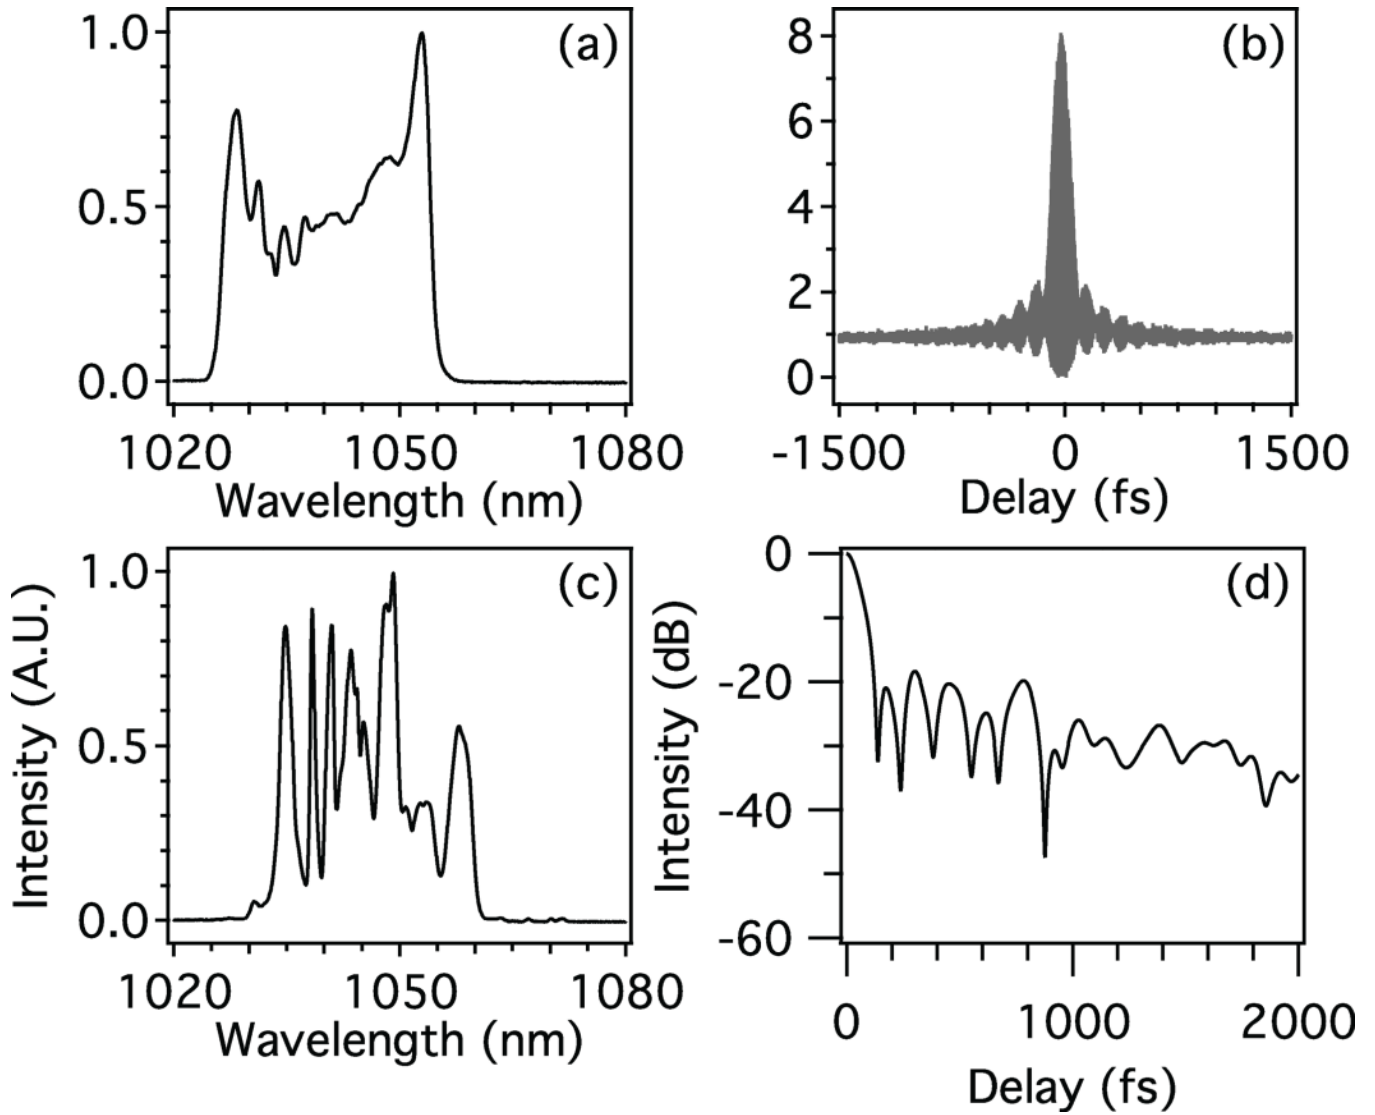 (a)
1.0
0.5
0.0
1020 1050 1080
Wavelength (nm)
(b)
8
6
4
2
0
-1500 0 1500
Delay (fs)
(c)
Intensity (A.U.)
1.0
0.5
0.0
1020 1050 1080
Wavelength (nm)
(d)
Intensity (dB)
0
-20
-40
-60
0 1000 2000
Delay (fs)